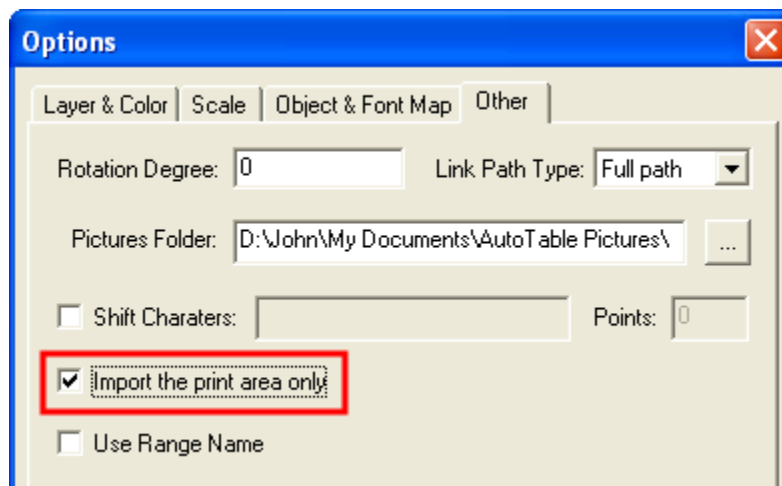 Options
Layer & Color Scale Object & Font Map Other
Rotation Degree: 0 Link Path Type: Full path
Pictures Folder: D:\John\My Documents\AutoTable Pictures\ ...
Shift Charaters: Points: 0
Import the print area only
Use Range Name